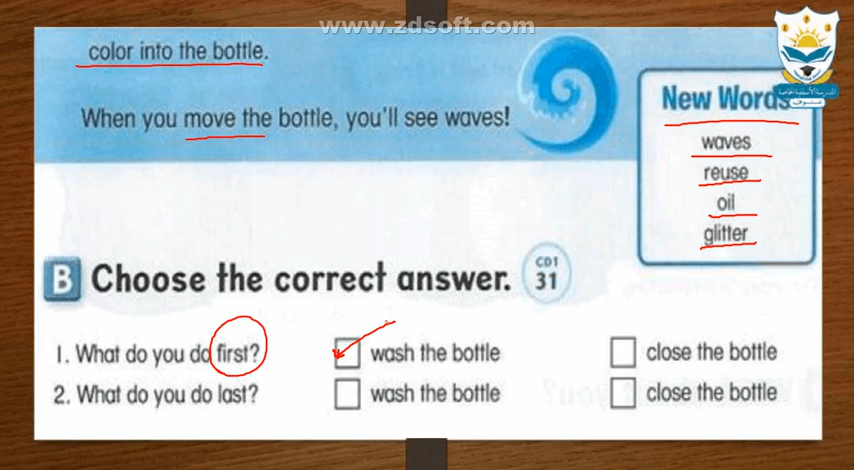 www.zdsoft.com
color into the bottle.
When you move the bottle, you'll see waves!
New Words
waves
reuse
oil
glitter
B Choose the correct answer.
CD1
31
1. What do you do first? wash the bottle close the bottle
2. What do you do last? wash the bottle close the bottle